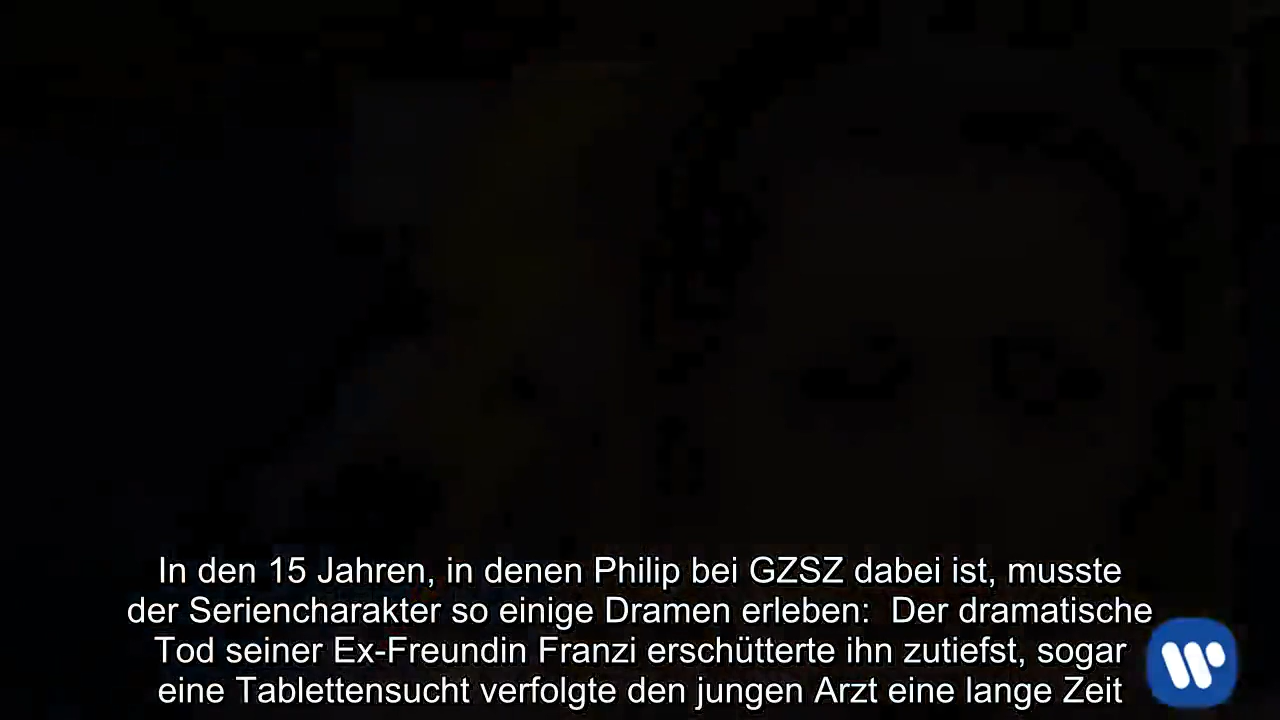 In den 15 Jahren, in denen Philip bei GZSZ dabei ist, musste
der Seriencharakter so einige Dramen erleben:  Der dramatische
Tod seiner Ex-Freundin Franzi erschütterte ihn zutiefst, sogar
eine Tablettensucht verfolgte den jungen Arzt eine lange Zeit